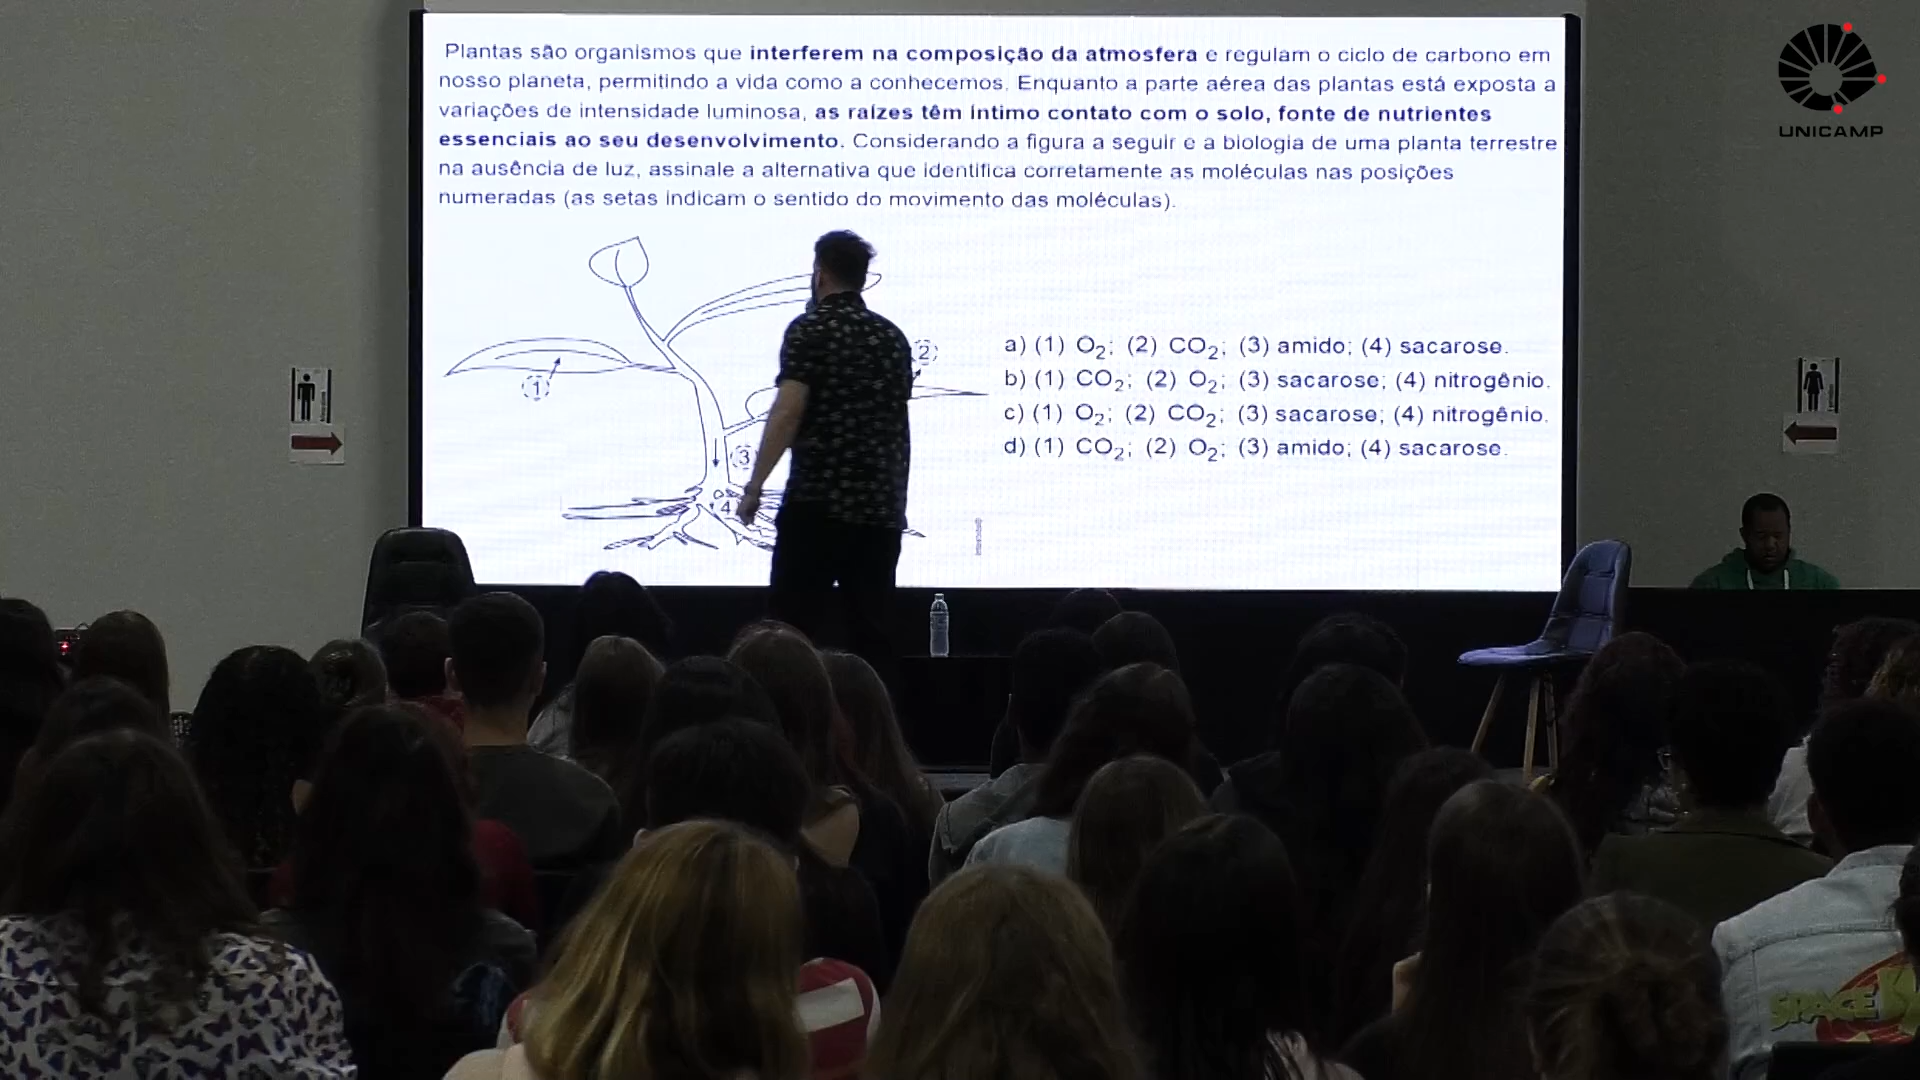 Plantas são organismos que interferem na composição da atmosfera e regulam o ciclo de carbono em
nosso planeta, permitindo a vida como a conhecemos. Enquanto a parte aérea das plantas está exposta a
variações de intensidade luminosa, as raízes têm íntimo contato com o solo, fonte de nutrientes
essenciais ao seu desenvolvimento. Considerando a figura a seguir e a biologia de uma planta terrestre
na ausência de luz, assinale a alternativa que identifica corretamente as moléculas nas posições
numeradas (as setas indicam o sentido do movimento das moléculas).
1
2
3
4
a) (1) O₂; (2) CO₂; (3) amido; (4) sacarose.
b) (1) CO₂; (2) O₂; (3) sacarose; (4) nitrogênio.
c) (1) O₂; (2) CO₂; (3) sacarose; (4) nitrogênio.
d) (1) CO₂; (2) O₂; (3) amido; (4) sacarose.
UNICAMP
SPACE